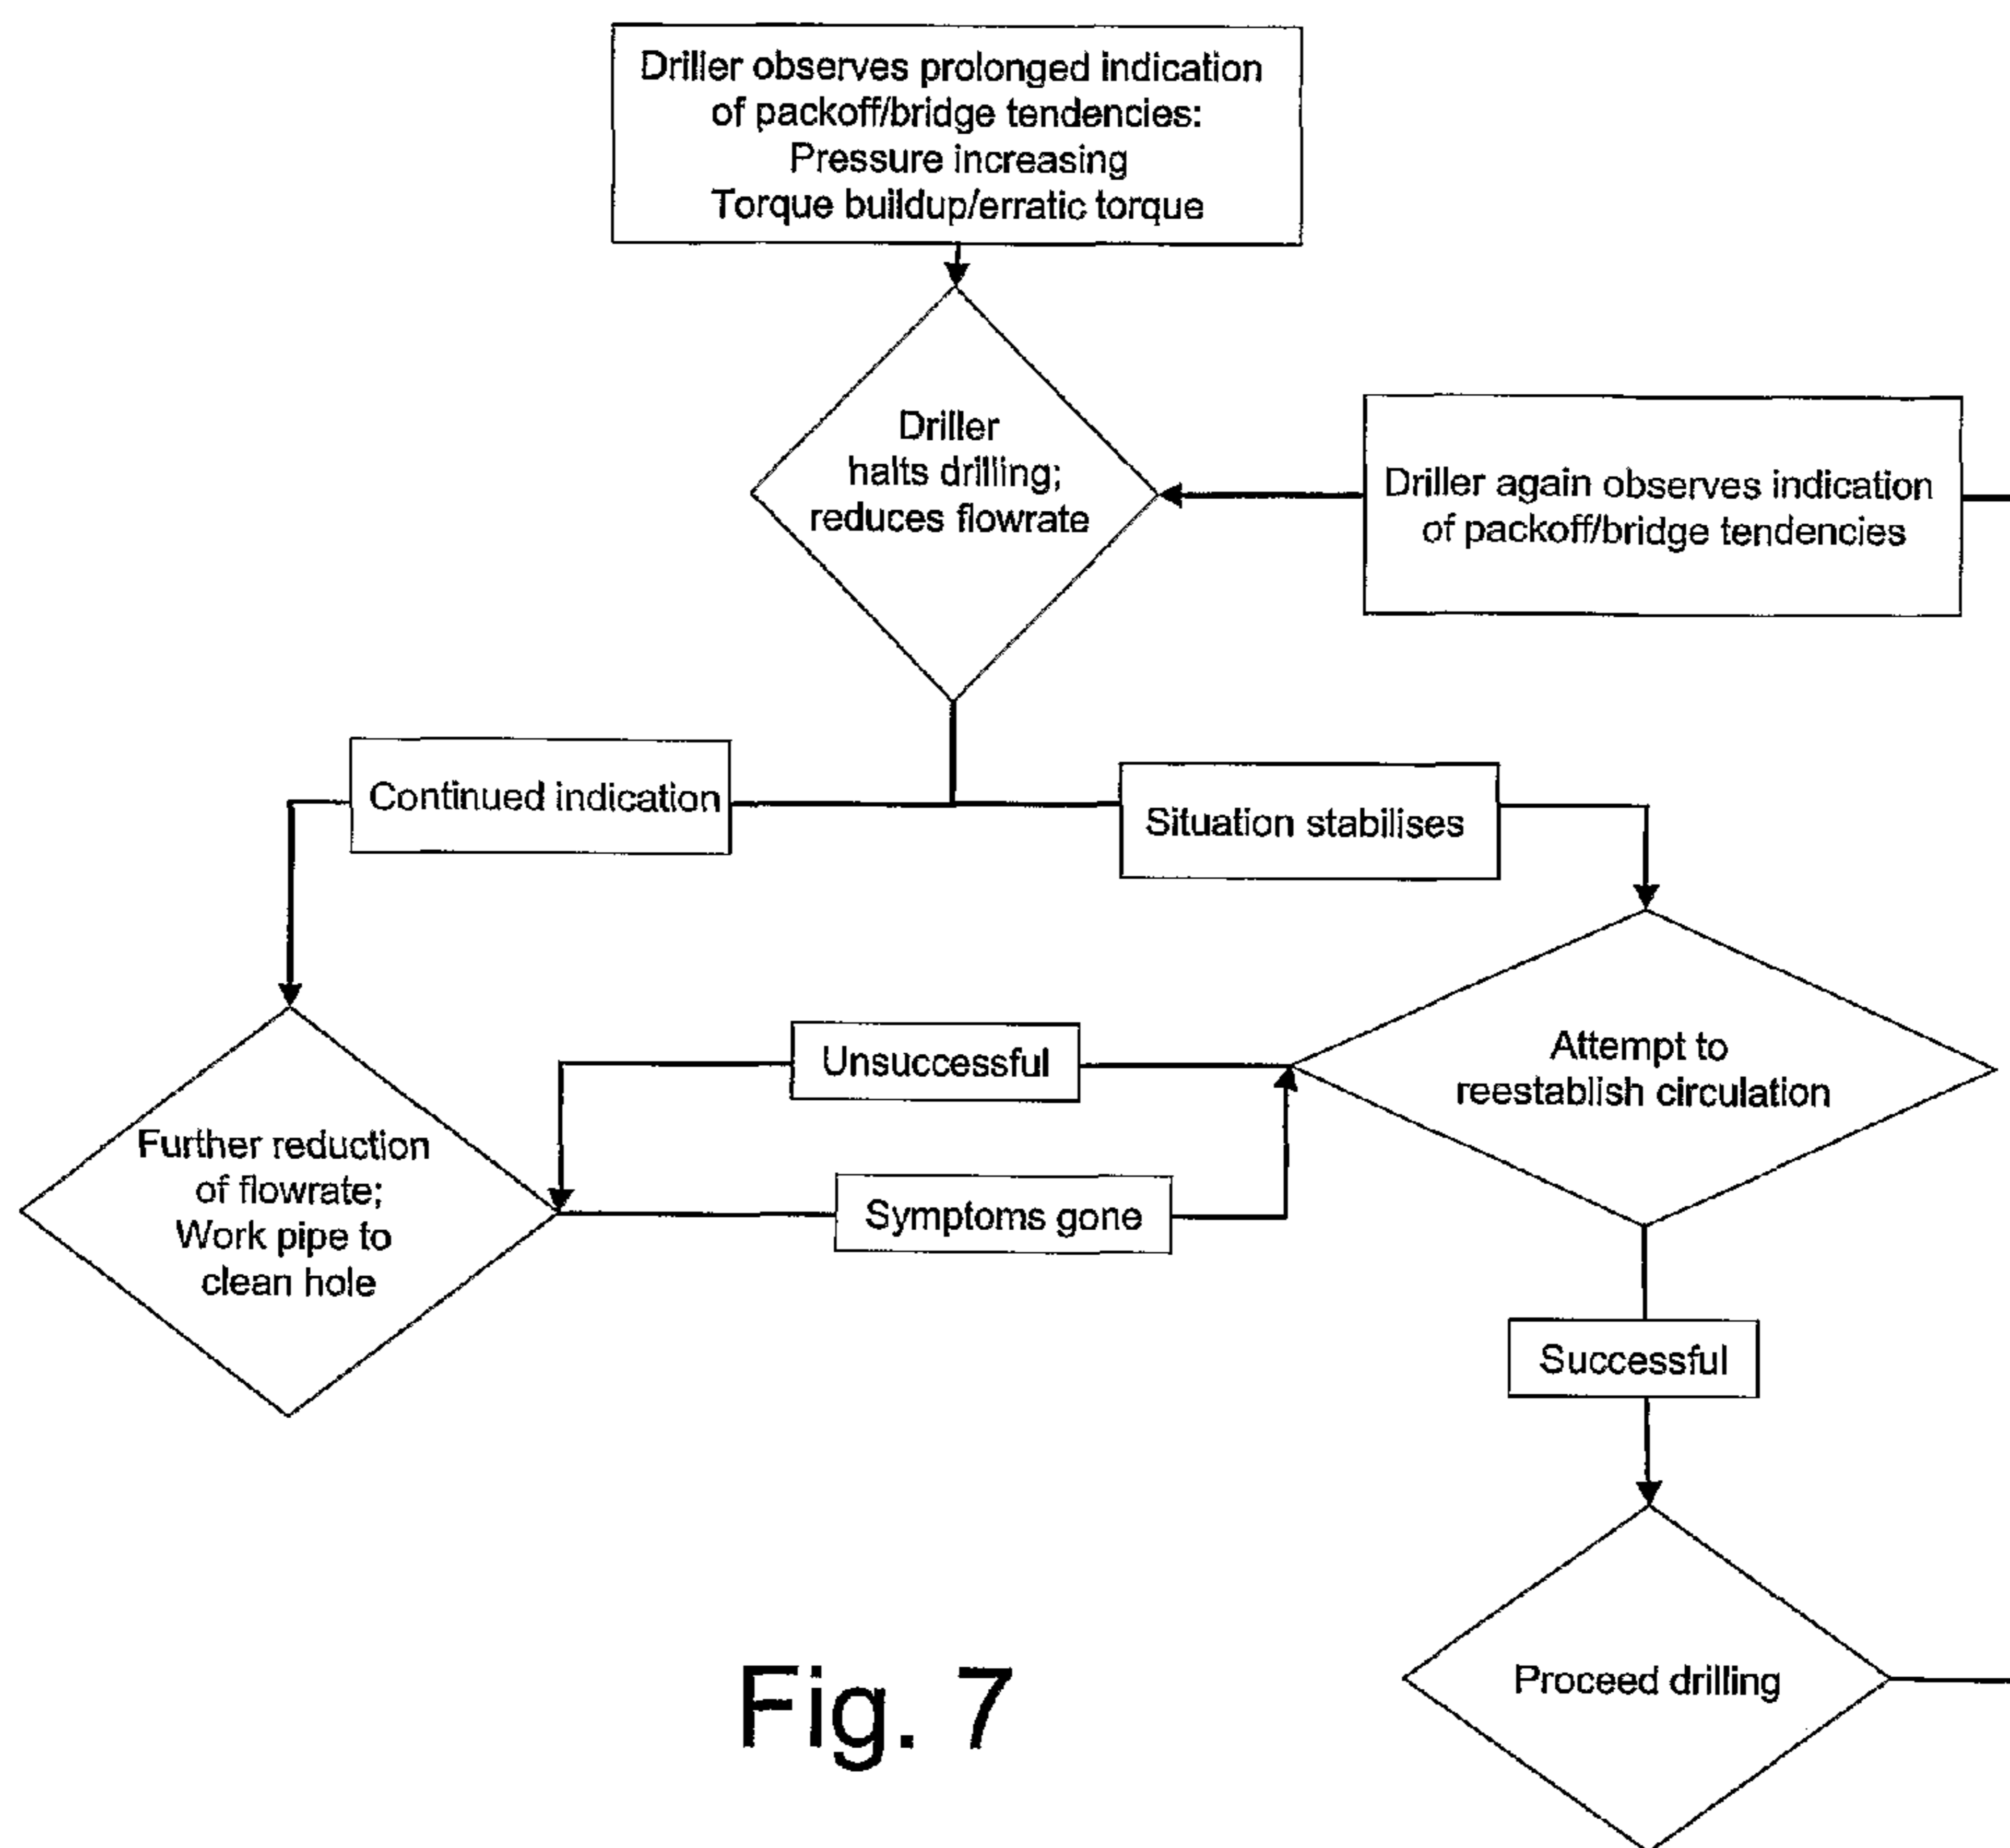 Driller observes prolonged indication
of packoff/bridge tendencies:
Pressure increasing
Torque buildup/erratic torque
Driller
halts drilling;
reduces flowrate
Driller again observes indication
of packoff/bridge tendencies
Continued indication
Situation stabilises
Unsuccessful
Attempt to
reestablish circulation
Further reduction
of flowrate;
Work pipe to
clean hole
Symptoms gone
Successful
Proceed drilling
Fig. 7